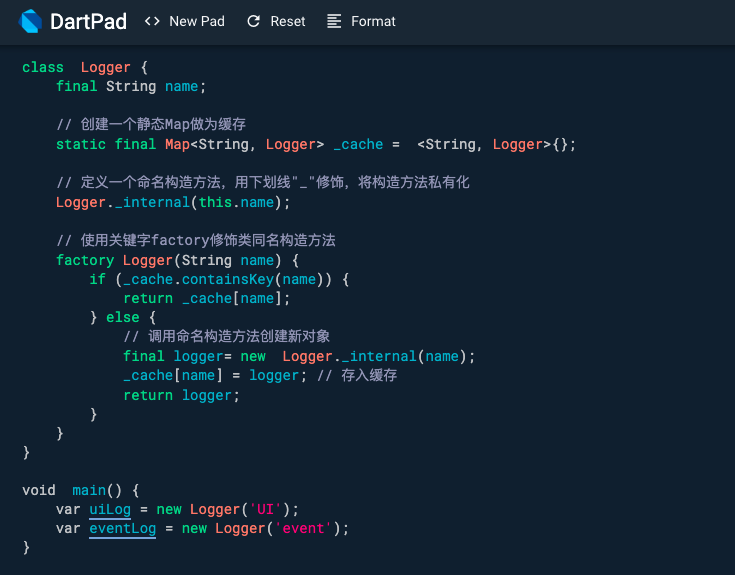 DartPad <> New Pad Reset Format
class  Logger {
    final String name;

    // 创建一个静态Map做为缓存
    static final Map<String, Logger> _cache =  <String, Logger>{};

    // 定义一个命名构造方法，用下划线"_"修饰，将构造方法私有化
    Logger._internal(this.name);

    // 使用关键字factory修饰类同名构造方法
    factory Logger(String name) {
        if (_cache.containsKey(name)) {
            return _cache[name];
        } else {
            // 调用命名构造方法创建新对象
            final logger= new  Logger._internal(name);
            _cache[name] = logger; // 存入缓存
            return logger;
        }
    }
}

void  main() {
    var uiLog = new Logger('UI');
    var eventLog = new Logger('event');
}